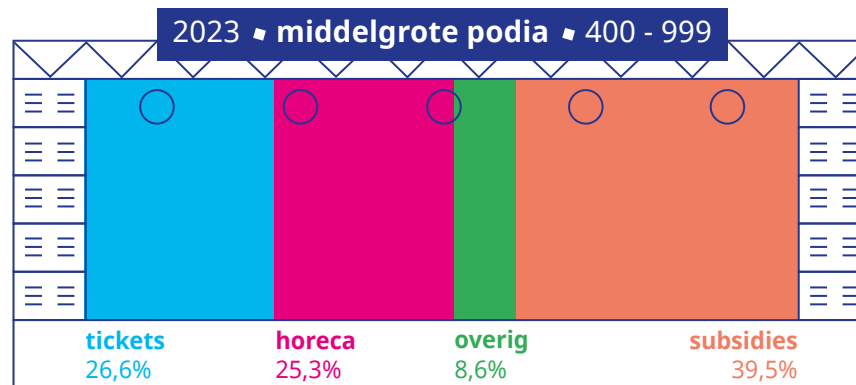 2023 ▪ middelgrote podia ▪ 400 - 999
tickets horeca overig subsidies
26,6% 25,3% 8,6% 39,5%